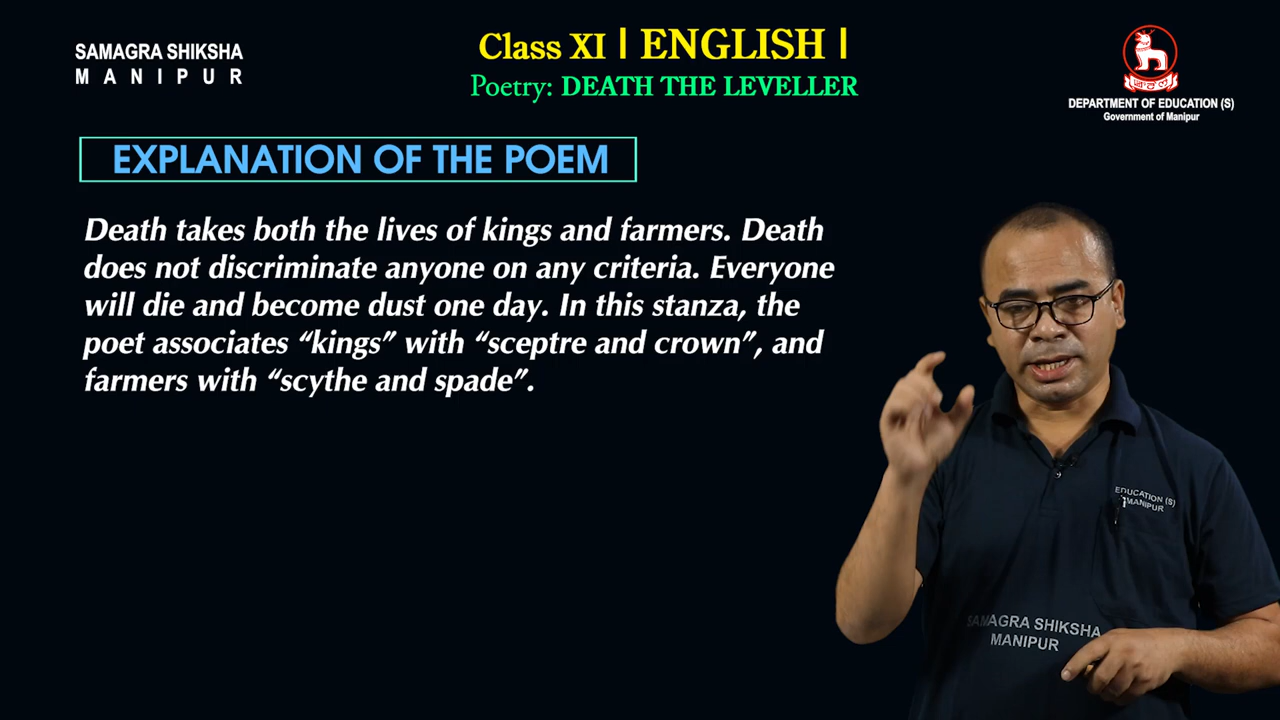 SAMAGRA SHIKSHA
MANIPUR
Class XI | ENGLISH |
Poetry: DEATH THE LEVELLER
DEPARTMENT OF EDUCATION (S)
Government of Manipur
EXPLANATION OF THE POEM
Death takes both the lives of kings and farmers. Death
does not discriminate anyone on any criteria. Everyone
will die and become dust one day. In this stanza, the
poet associates “kings” with “sceptre and crown”, and
farmers with “scythe and spade”.
EDUCATION (S)
MANIPUR
SAMAGRA SHIKSHA
MANIPUR